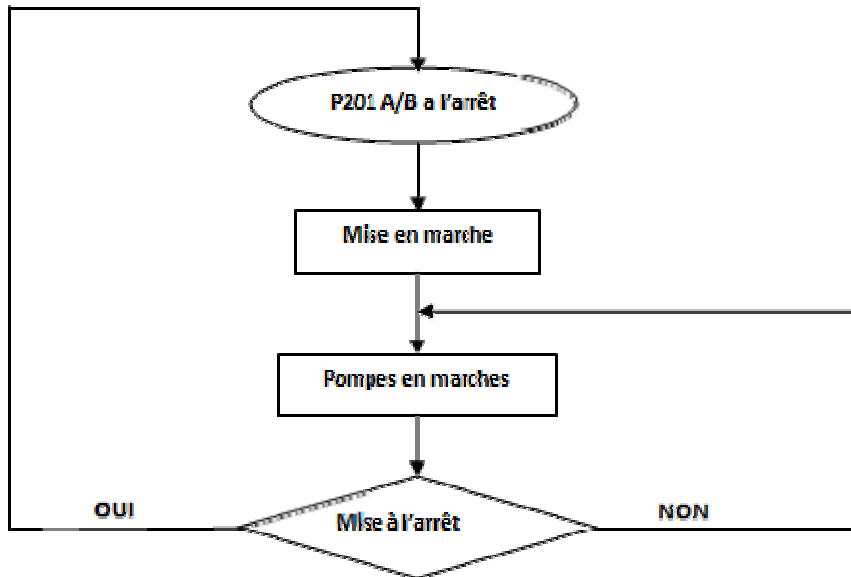 P201 A/B a l'arrêt
Mise en marche
Pompes en marches
OUI
Mise à l'arrêt
NON